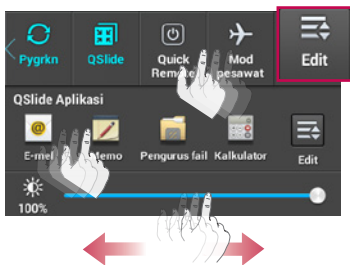 Pygrkn
QSlide
Quick
Remote
Mod
pesawat
Edit
QSlide Aplikasi
E-mel
Memo
Pengurus fail
Kalkulator
Edit
100%